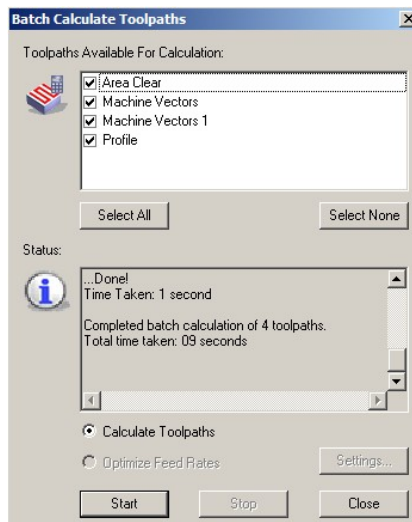 Batch Calculate Toolpaths
Toolpaths Available For Calculation:
Area Clear
Machine Vectors
Machine Vectors 1
Profile
Select All
Select None
Status:
...Done!
Time Taken: 1 second
Completed batch calculation of 4 toolpaths.
Total time taken: 09 seconds
Calculate Toolpaths
Optimize Feed Rates
Settings...
Start
Stop
Close